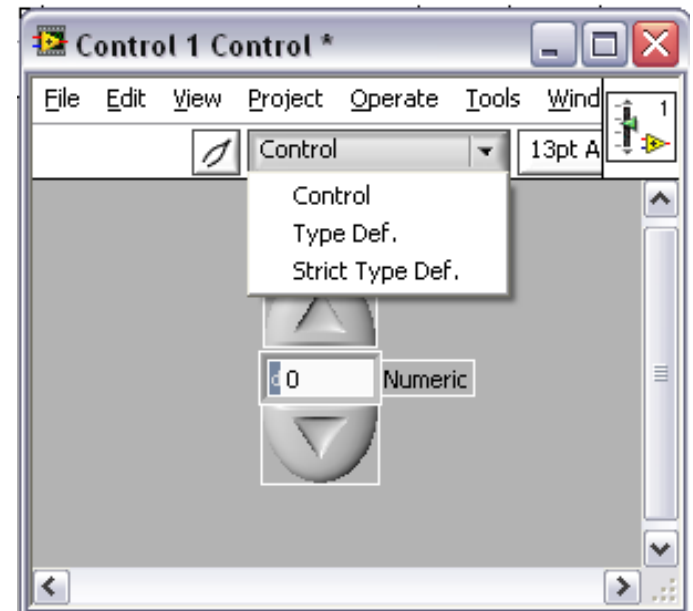 Control 1 Control *
File Edit View Project Operate Tools Wind
1
Control 13pt A
Control
Type Def.
Strict Type Def.
d 0 Numeric